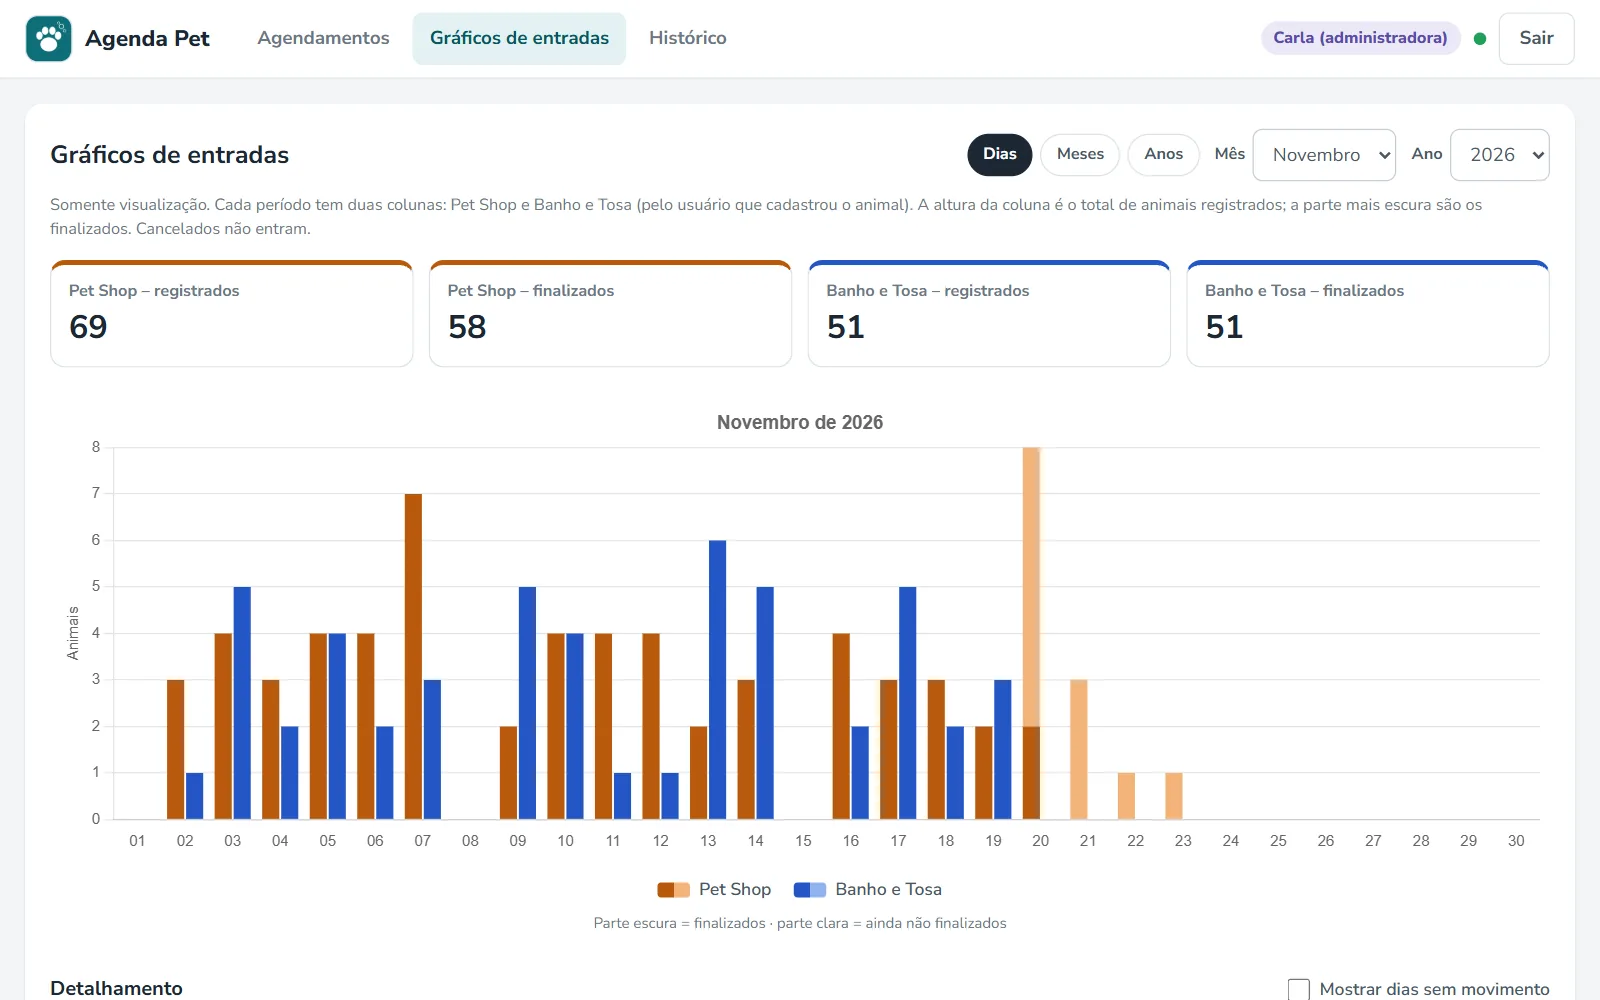 Agenda Pet
Agendamentos
Gráficos de entradas
Histórico
Carla (administradora)
Sair
Gráficos de entradas
Dias
Meses
Anos
Mês
Novembro
Ano
2026
Somente visualização. Cada período tem duas colunas: Pet Shop e Banho e Tosa (pelo usuário que cadastrou o animal). A altura da coluna é o total de animais registrados; a parte mais escura são os
finalizados. Cancelados não entram.
Pet Shop – registrados
69
Pet Shop – finalizados
58
Banho e Tosa – registrados
51
Banho e Tosa – finalizados
51
Novembro de 2026
Animais
8
7
6
5
4
3
2
1
0
01 02 03 04 05 06 07 08 09 10 11 12 13 14 15 16 17 18 19 20 21 22 23 24 25 26 27 28 29 30
Pet Shop
Banho e Tosa
Parte escura = finalizados · parte clara = ainda não finalizados
Detalhamento
Mostrar dias sem movimento